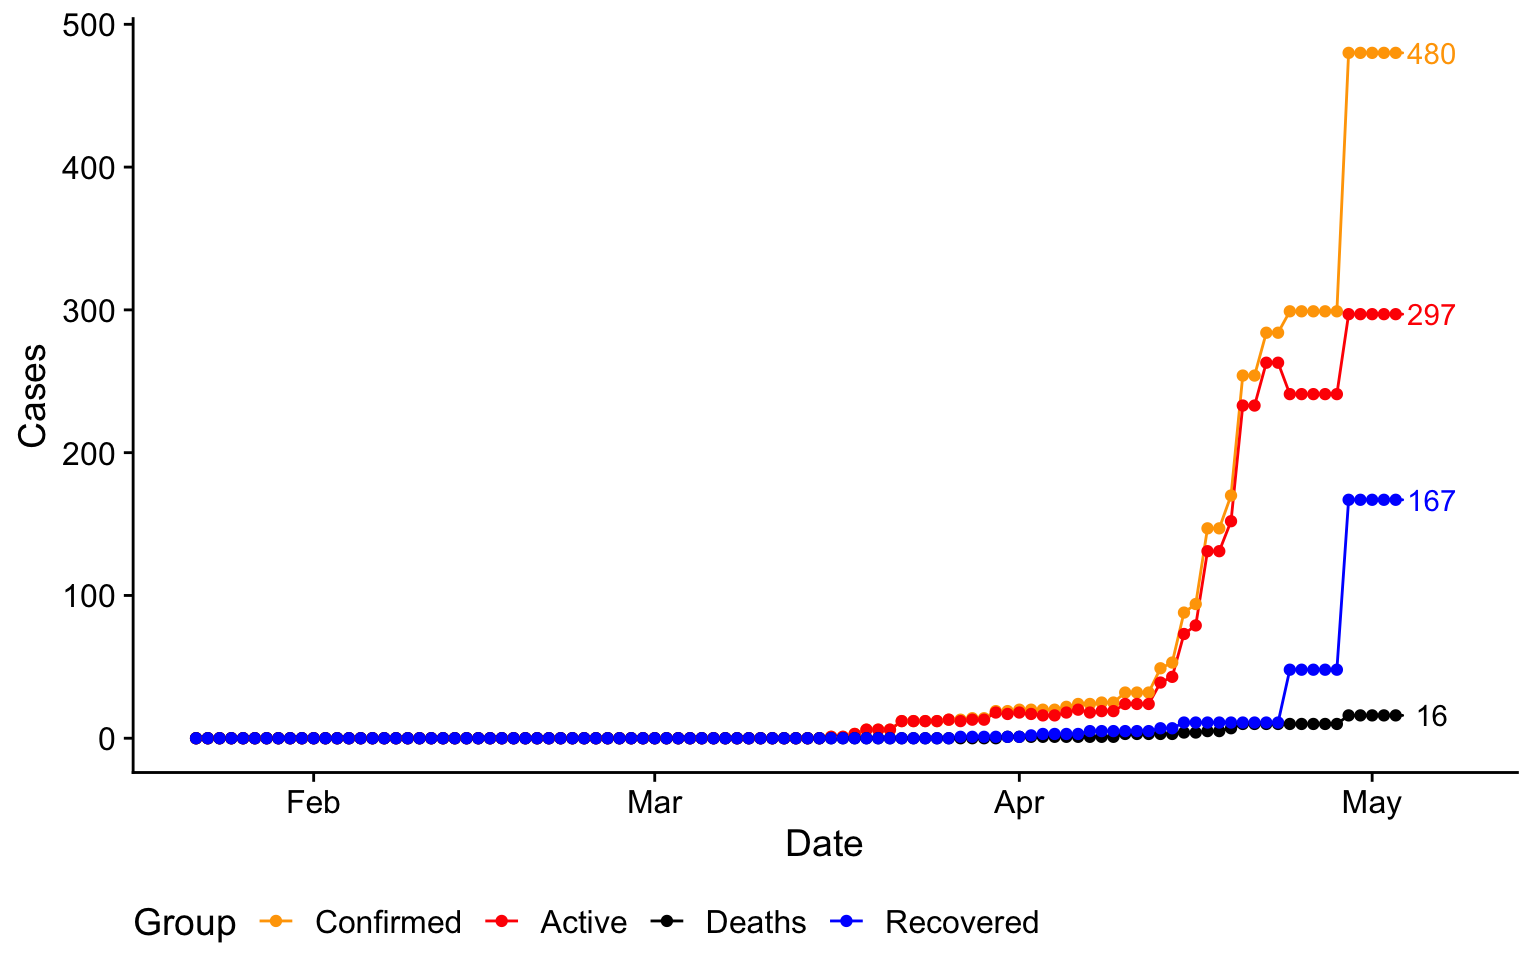 500
400
300
200
100
0
Cases
480
297
167
16
Feb Mar Apr May
Date
Group Confirmed Active Deaths Recovered